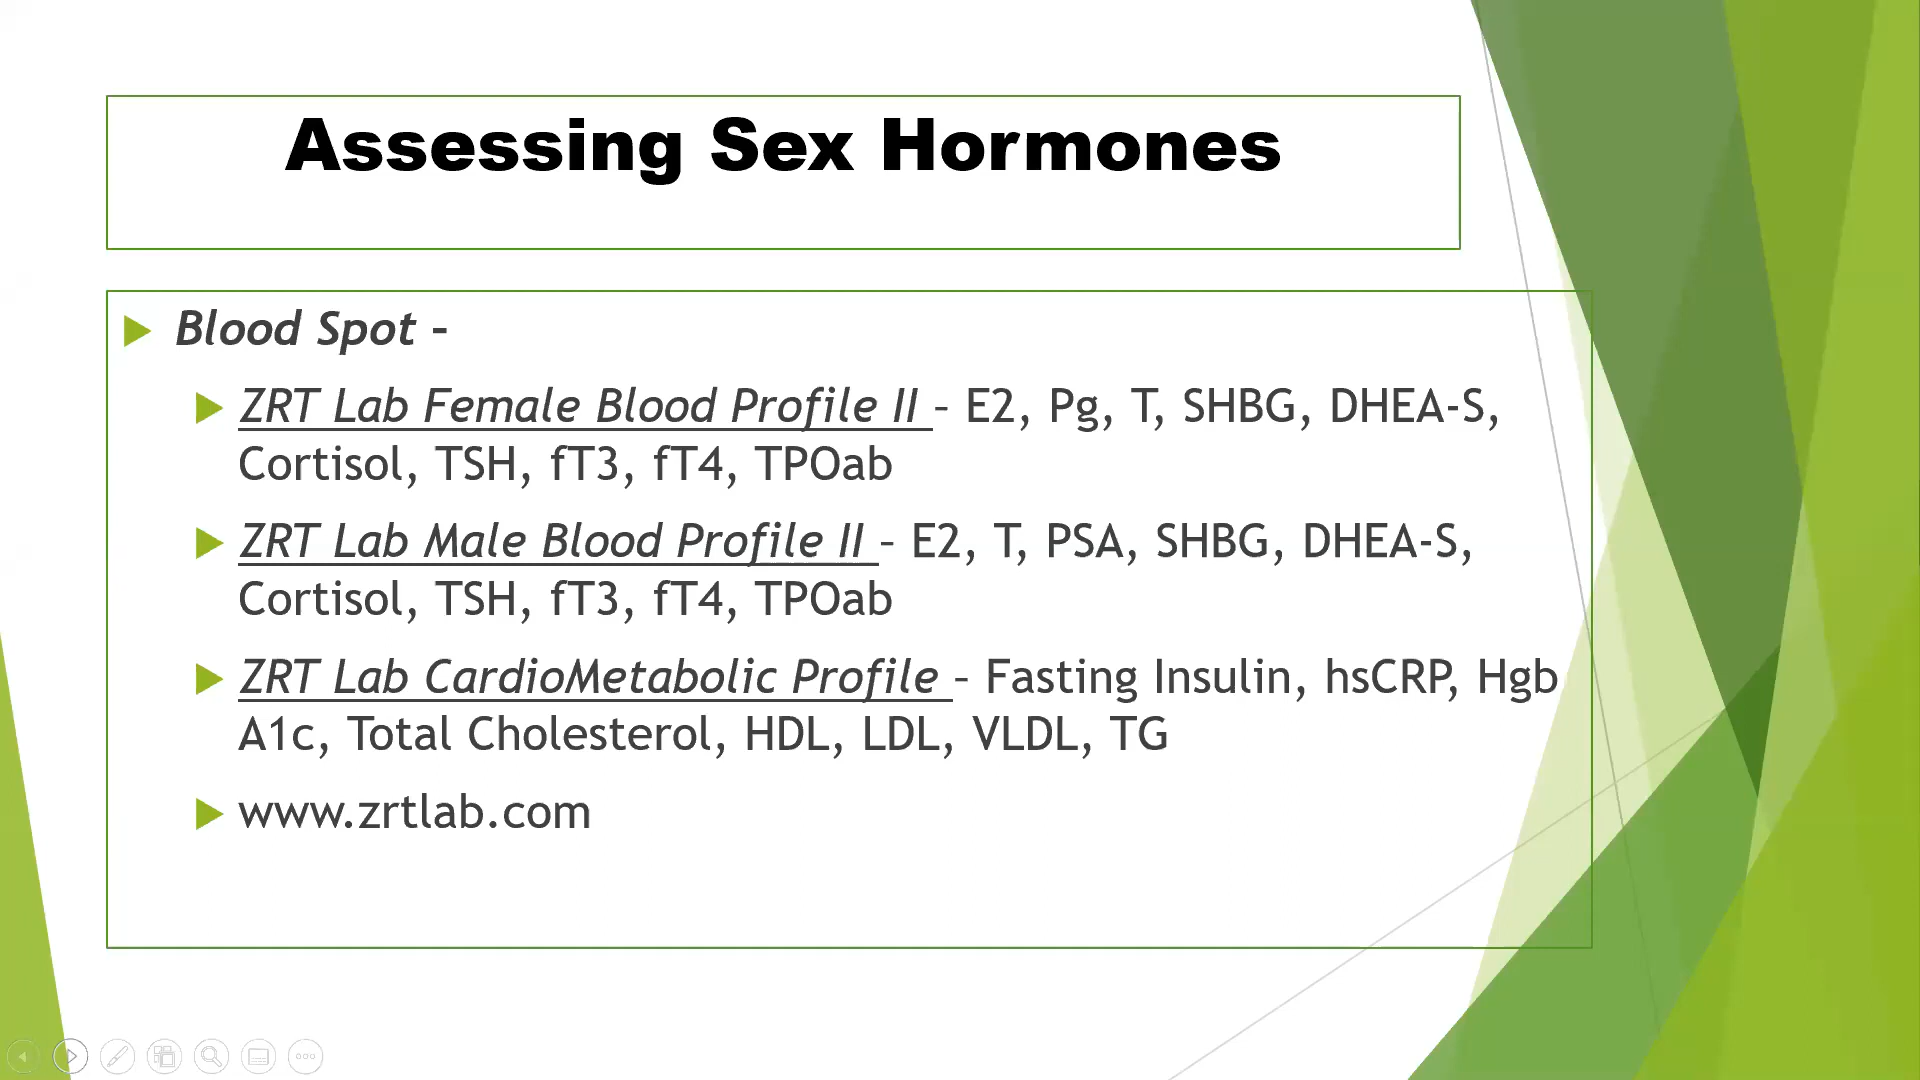 Assessing Sex Hormones
Blood Spot –
ZRT Lab Female Blood Profile II – E2, Pg, T, SHBG, DHEA-S,
Cortisol, TSH, fT3, fT4, TPOab
ZRT Lab Male Blood Profile II – E2, T, PSA, SHBG, DHEA-S,
Cortisol, TSH, fT3, fT4, TPOab
ZRT Lab CardioMetabolic Profile – Fasting Insulin, hsCRP, Hgb
A1c, Total Cholesterol, HDL, LDL, VLDL, TG
www.zrtlab.com